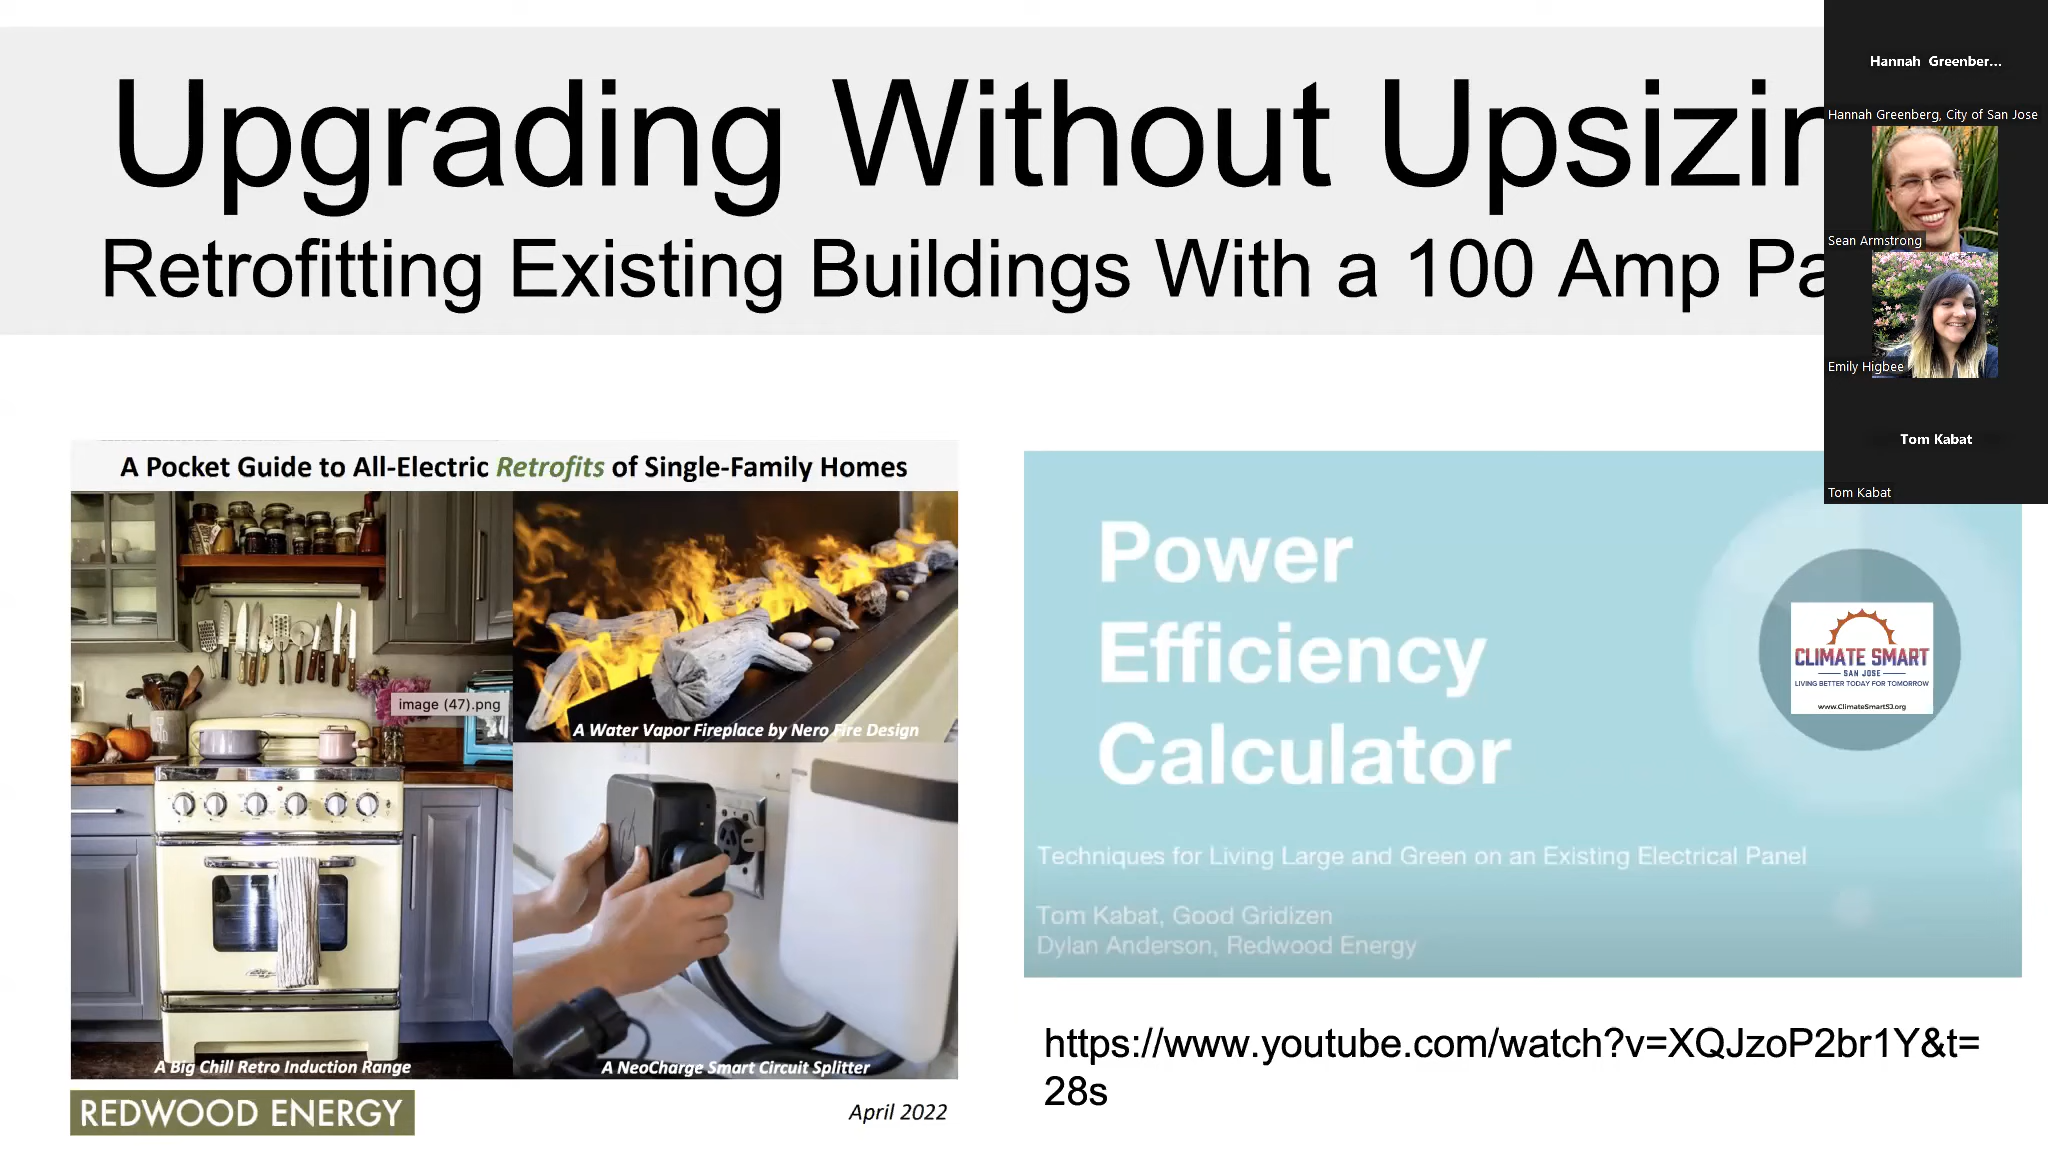 Upgrading Without Upsizin
Retrofitting Existing Buildings With a 100 Amp Pa
Hannah Greenber...
Hannah Greenberg, City of San Jose
Sean Armstrong
Emily Higbee
Tom Kabat
Tom Kabat
A Pocket Guide to All-Electric Retrofits of Single-Family Homes
image (47).png
A Water Vapor Fireplace by Nero Fire Design
A Big Chill Retro Induction Range
A NeoCharge Smart Circuit Splitter
REDWOOD ENERGY
April 2022
Power
Efficiency
Calculator
CLIMATE SMART
SAN JOSE
LIVING BETTER TODAY FOR TOMORROW
www.ClimateSmartSJ.org
Techniques for Living Large and Green on an Existing Electrical Panel
Tom Kabat, Good Gridizen
Dylan Anderson, Redwood Energy
https://www.youtube.com/watch?v=XQJzoP2br1Y&t=
28s